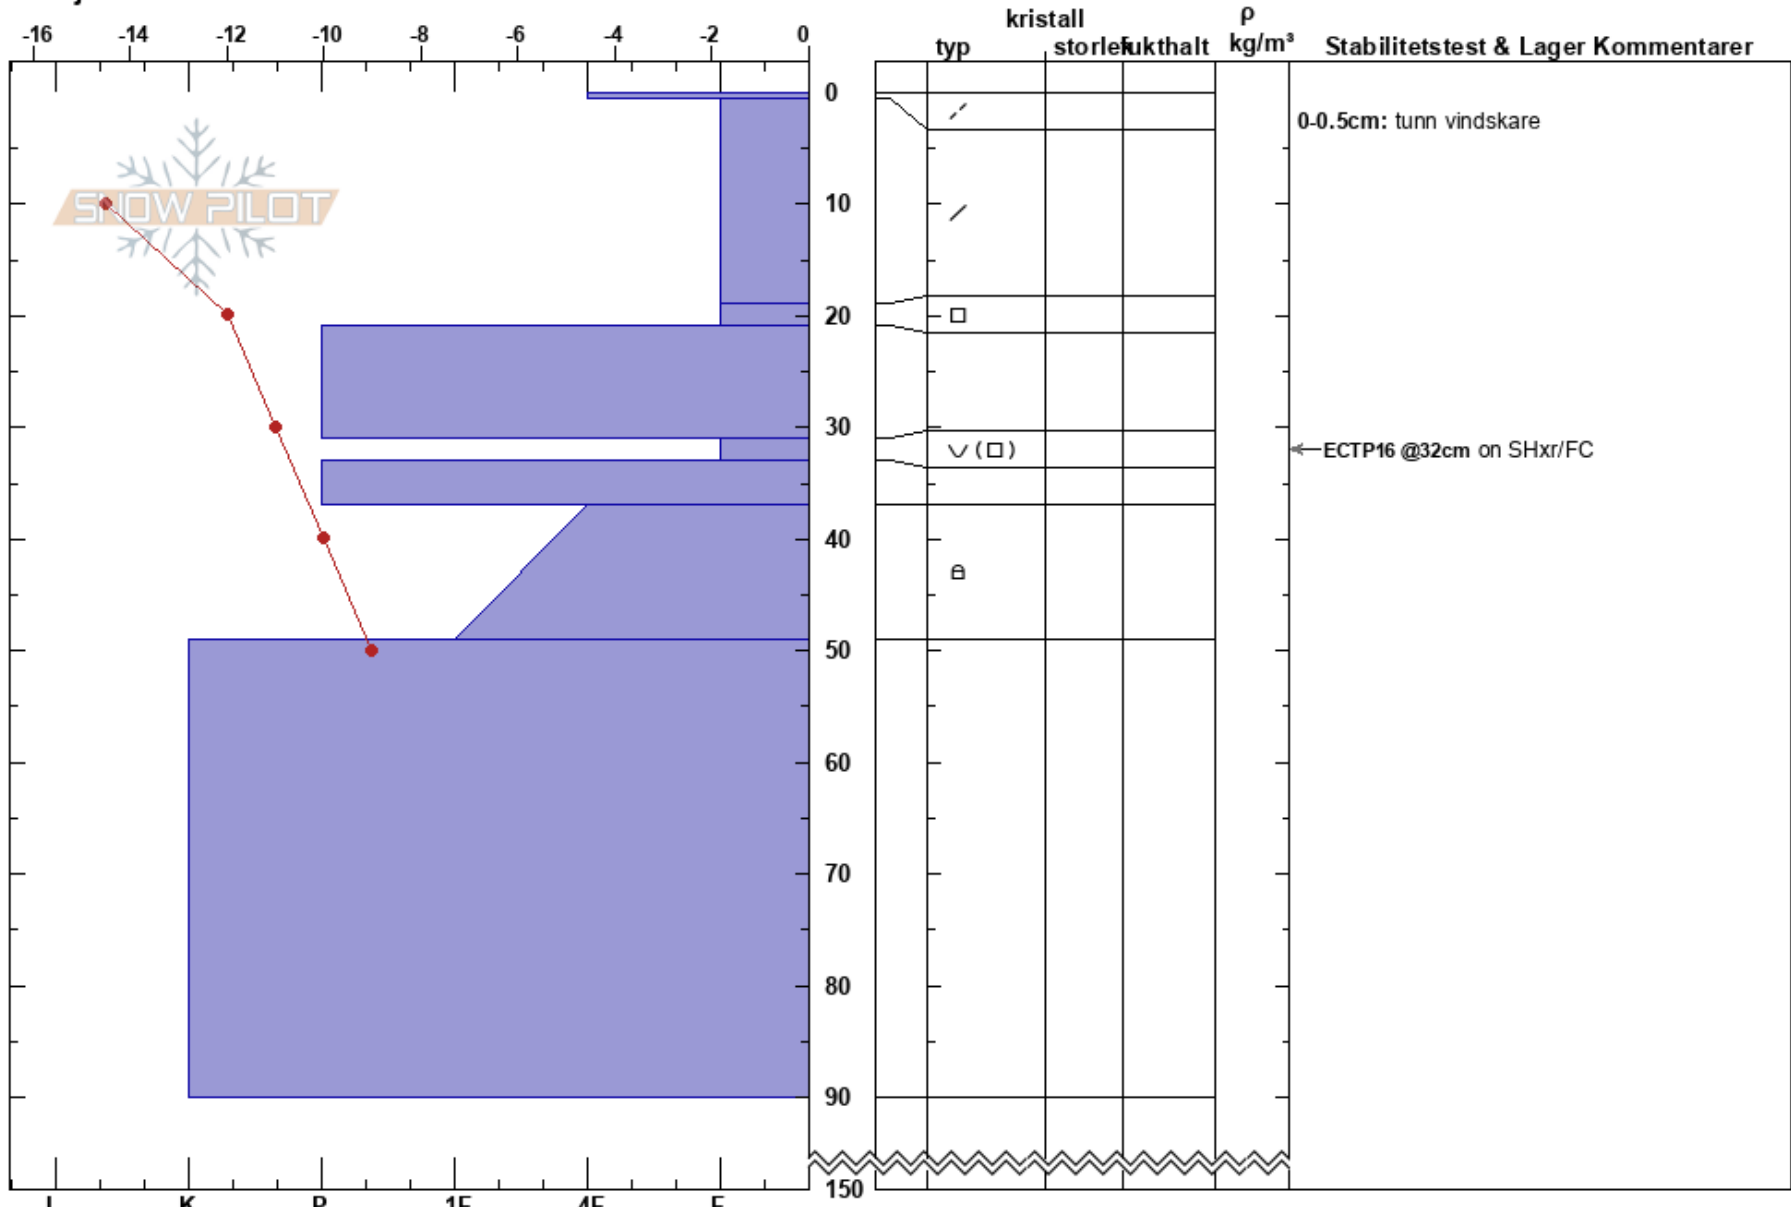 kristall ρ
-16 -14 -12 -10 -8 -6 -4 -2 0 typ storlek fukthalt kg/m³ Stabilitetstest & Lager Kommentarer
0
0-0.5cm: tunn vindskare
SNOW PILOT
10
20
30
ECTP16 @32cm on SHxr/FC
40
50
60
70
80
90
150
I K P 1F 4F F